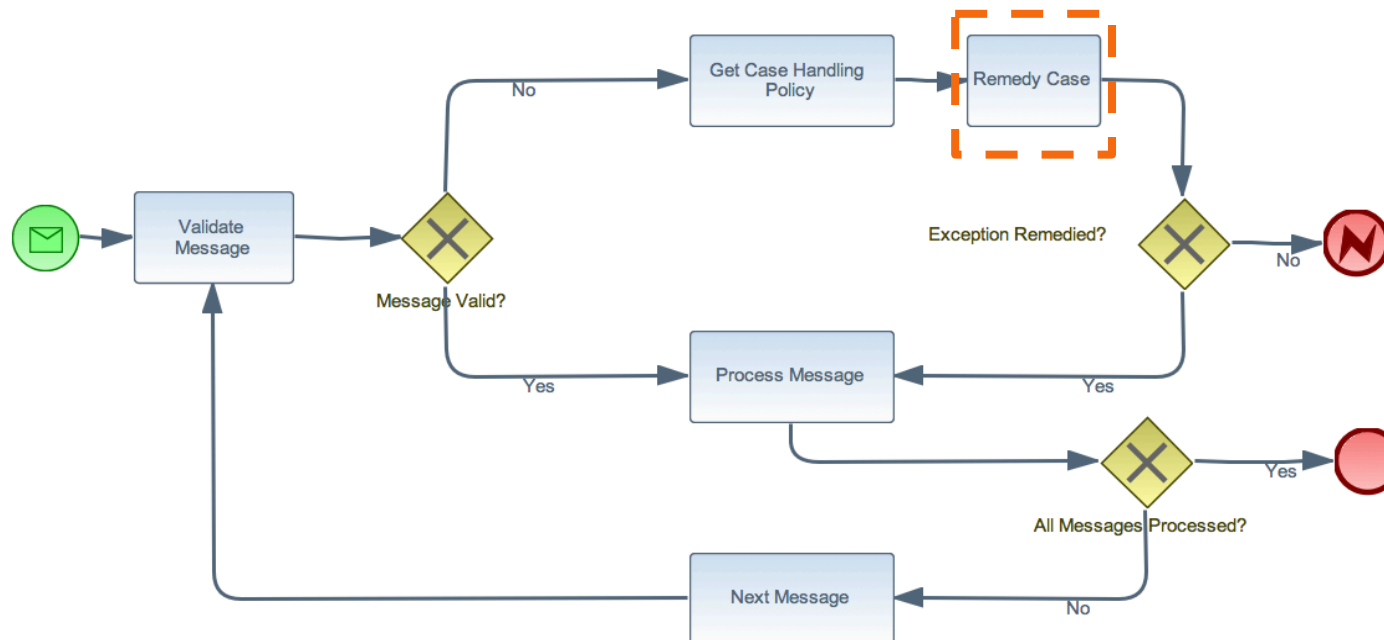 Get Case Handling
Policy
Remedy Case
No
Validate
Message
Exception Remedied?
No
Message Valid?
Process Message
Yes
Yes
Yes
All Messages Processed?
Next Message
No